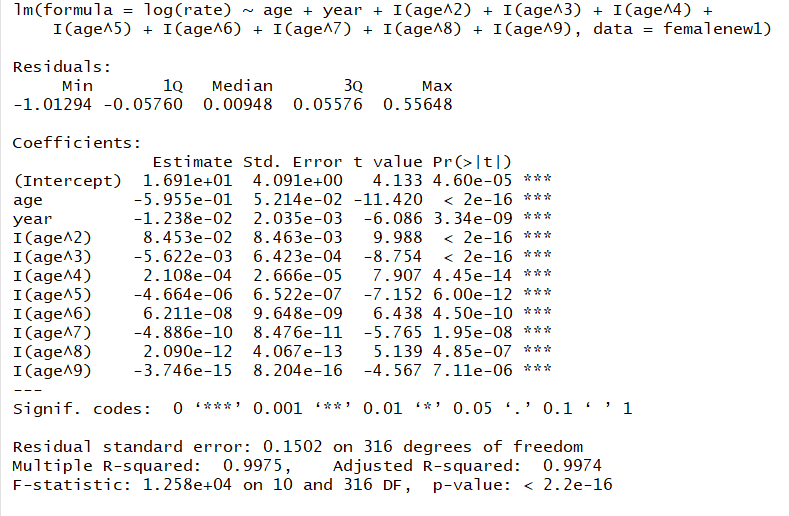 lm(formula = log(rate) ~ age + year + I(age^2) + I(age^3) + I(age^4) +
    I(age^5) + I(age^6) + I(age^7) + I(age^8) + I(age^9), data = femalenew1)

Residuals:
     Min       1Q   Median       3Q      Max
-1.01294 -0.05760  0.00948  0.05576  0.55648

Coefficients:
              Estimate Std. Error t value Pr(>|t|)
(Intercept)  1.691e+01  4.091e+00   4.133 4.60e-05 ***
age         -5.955e-01  5.214e-02 -11.420  < 2e-16 ***
year        -1.238e-02  2.035e-03  -6.086 3.34e-09 ***
I(age^2)     8.453e-02  8.463e-03   9.988  < 2e-16 ***
I(age^3)    -5.622e-03  6.423e-04  -8.754  < 2e-16 ***
I(age^4)     2.108e-04  2.666e-05   7.907 4.45e-14 ***
I(age^5)    -4.664e-06  6.522e-07  -7.152 6.00e-12 ***
I(age^6)     6.211e-08  9.648e-09   6.438 4.50e-10 ***
I(age^7)    -4.886e-10  8.476e-11  -5.765 1.95e-08 ***
I(age^8)     2.090e-12  4.067e-13   5.139 4.85e-07 ***
I(age^9)    -3.746e-15  8.204e-16  -4.567 7.11e-06 ***
---
Signif. codes:  0 ‘***’ 0.001 ‘**’ 0.01 ‘*’ 0.05 ‘.’ 0.1 ‘ ’ 1

Residual standard error: 0.1502 on 316 degrees of freedom
Multiple R-squared:  0.9975,    Adjusted R-squared:  0.9974
F-statistic: 1.258e+04 on 10 and 316 DF,  p-value: < 2.2e-16